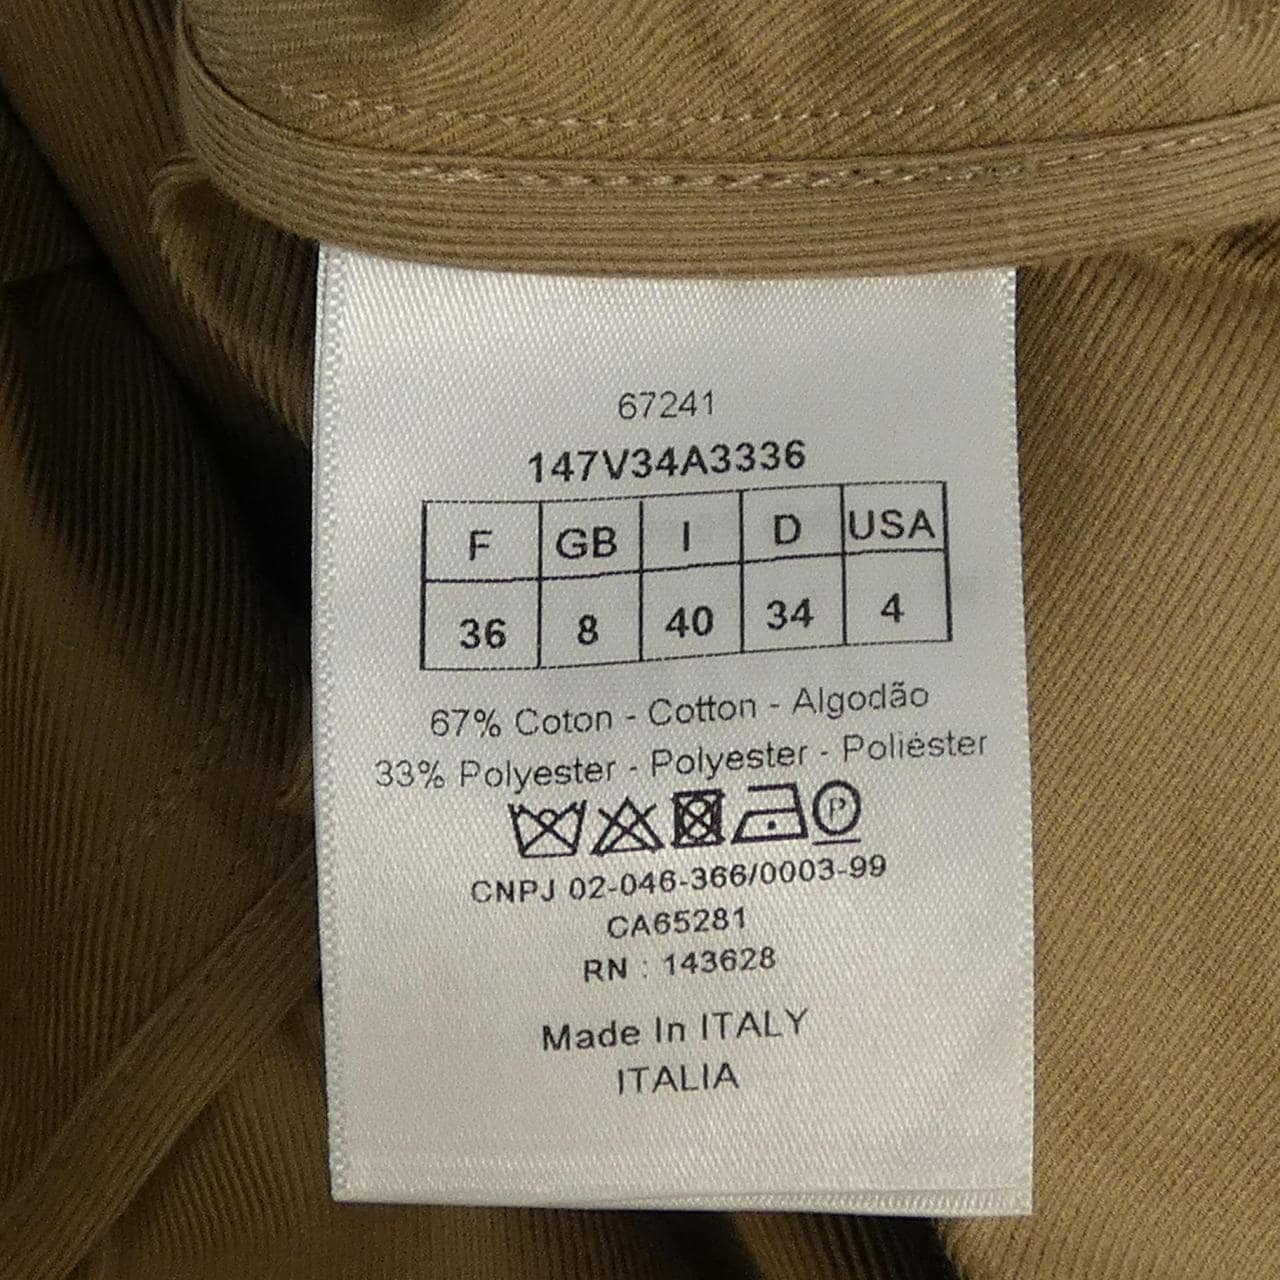 67241
147V34A3336
F GB I D USA
36 8 40 34 4
67% Coton - Cotton - Algodão
33% Polyester - Polyester - Poliéster
P
CNPJ 02-046-366/0003-99
CA65281
RN : 143628
Made In ITALY
ITALIA